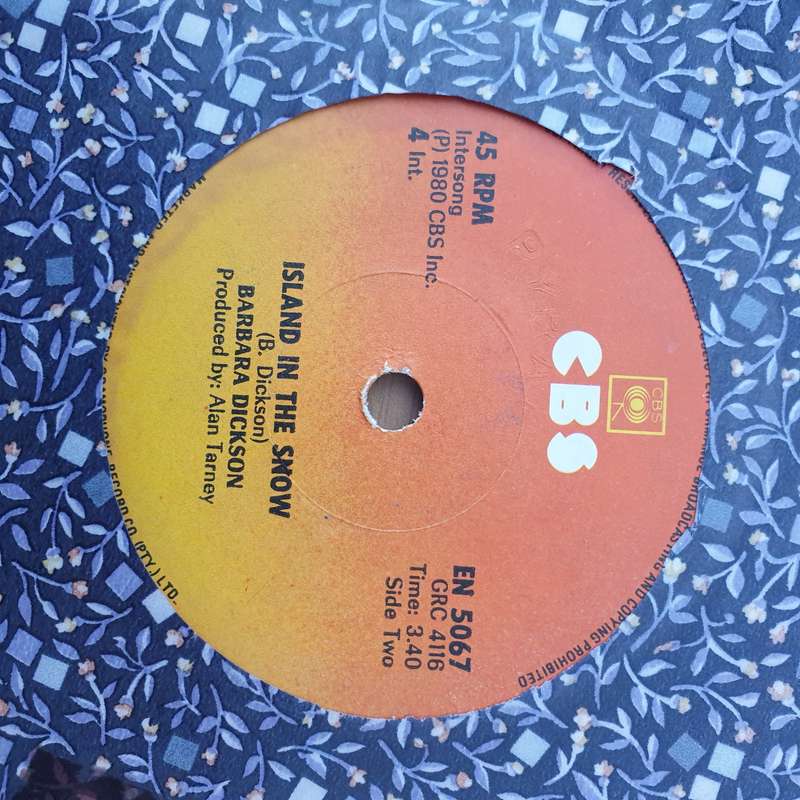 CBS
CBS
45 RPM
Intersong
(P) 1980 CBS Inc.
4 Int.
EN 5067
GRC 4116
Time: 3.40
Side Two
ISLAND IN THE SNOW
(B. Dickson)
BARBARA DICKSON
Produced by: Alan Tarney
BROADCASTING AND COPYING PROHIBITED
RECORD CO. (PTY.) LTD.